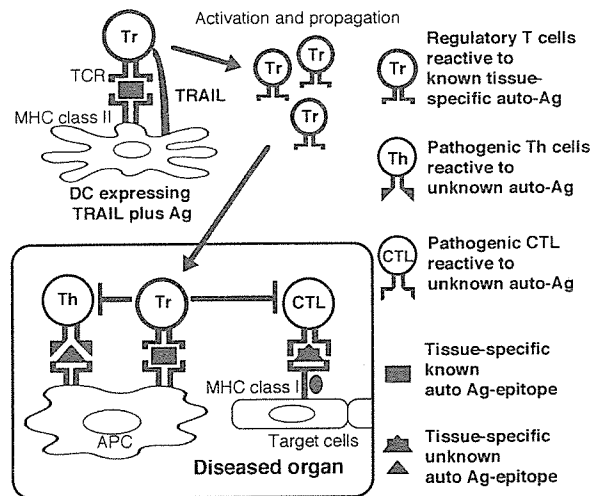 Activation and propagation
Tr
TCR
TRAIL
MHC class II
DC expressing
TRAIL plus Ag
Tr
Tr
Tr
Th
Tr
CTL
MHC class I
APC
Target cells
Diseased organ
Tr
Regulatory T cells
reactive to
known tissue-
specific auto-Ag
Th
Pathogenic Th cells
reactive to
unknown auto-Ag
CTL
Pathogenic CTL
reactive to
unknown auto-Ag
Tissue-specific
known
auto Ag-epitope
Tissue-specific
unknown
auto Ag-epitope